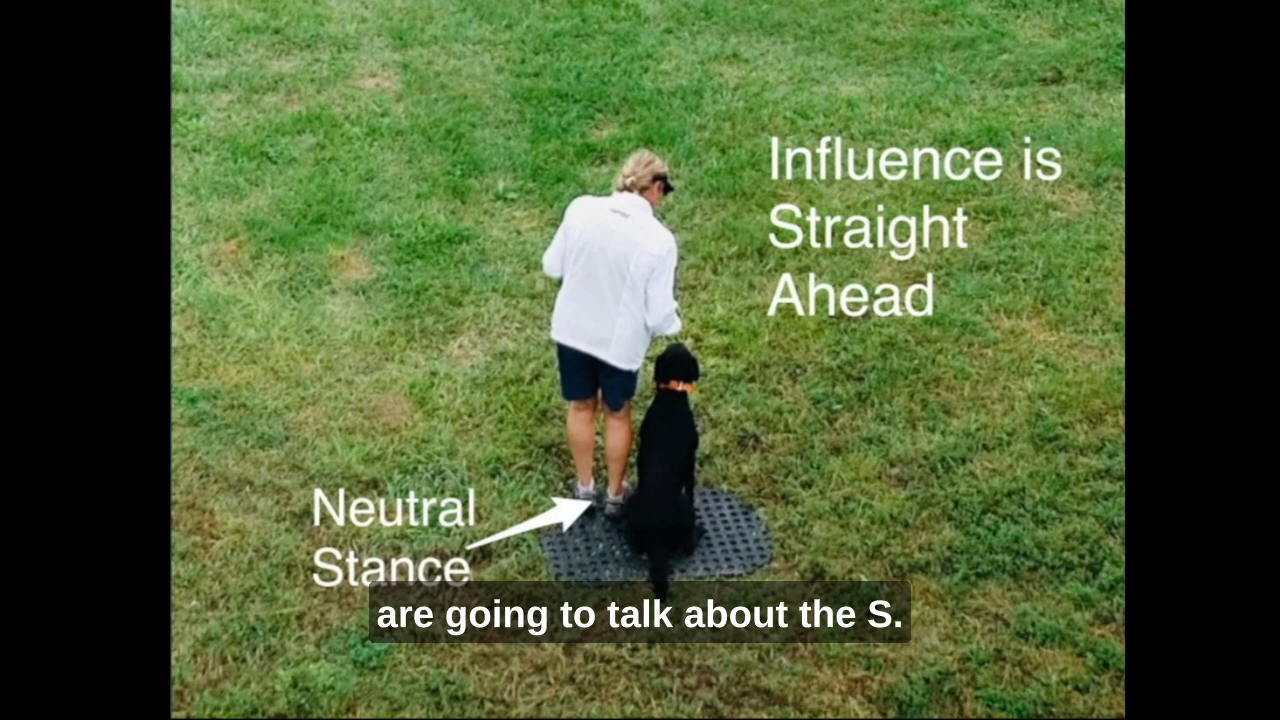 Influence is
Straight
Ahead
Neutral
Stance
are going to talk about the S.